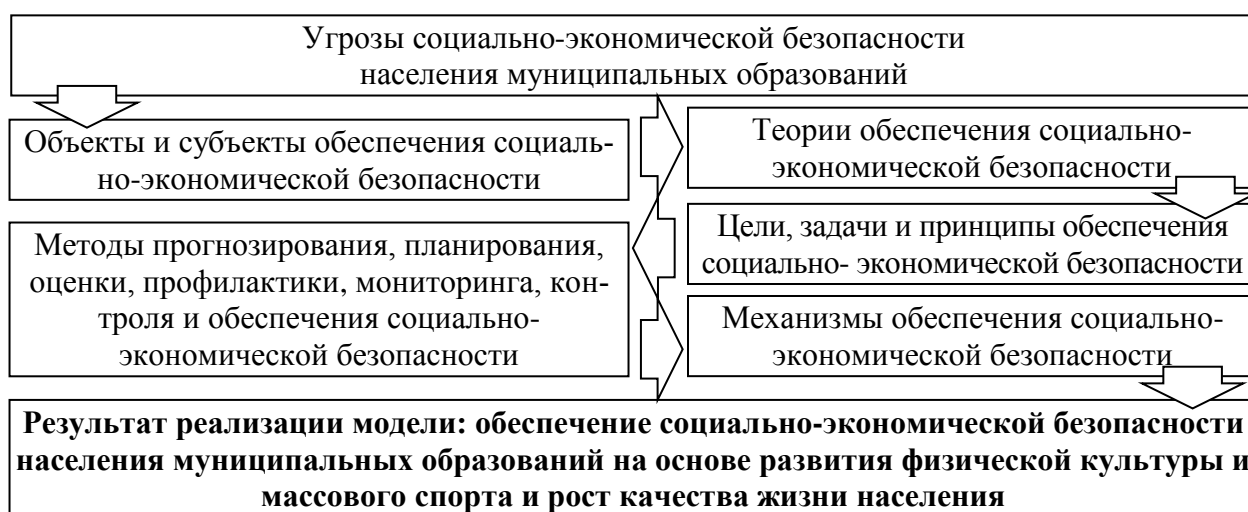 Угрозы социально-экономической безопасности
населения муниципальных образований
Объекты и субъекты обеспечения социаль-
но-экономической безопасности
Теории обеспечения социально-
экономической безопасности
Цели, задачи и принципы обеспечения
социально- экономической безопасности
Методы прогнозирования, планирования,
оценки, профилактики, мониторинга, кон-
троля и обеспечения социально-
экономической безопасности
Механизмы обеспечения социально-
экономической безопасности
Результат реализации модели: обеспечение социально-экономической безопасности
населения муниципальных образований на основе развития физической культуры и
массового спорта и рост качества жизни населения